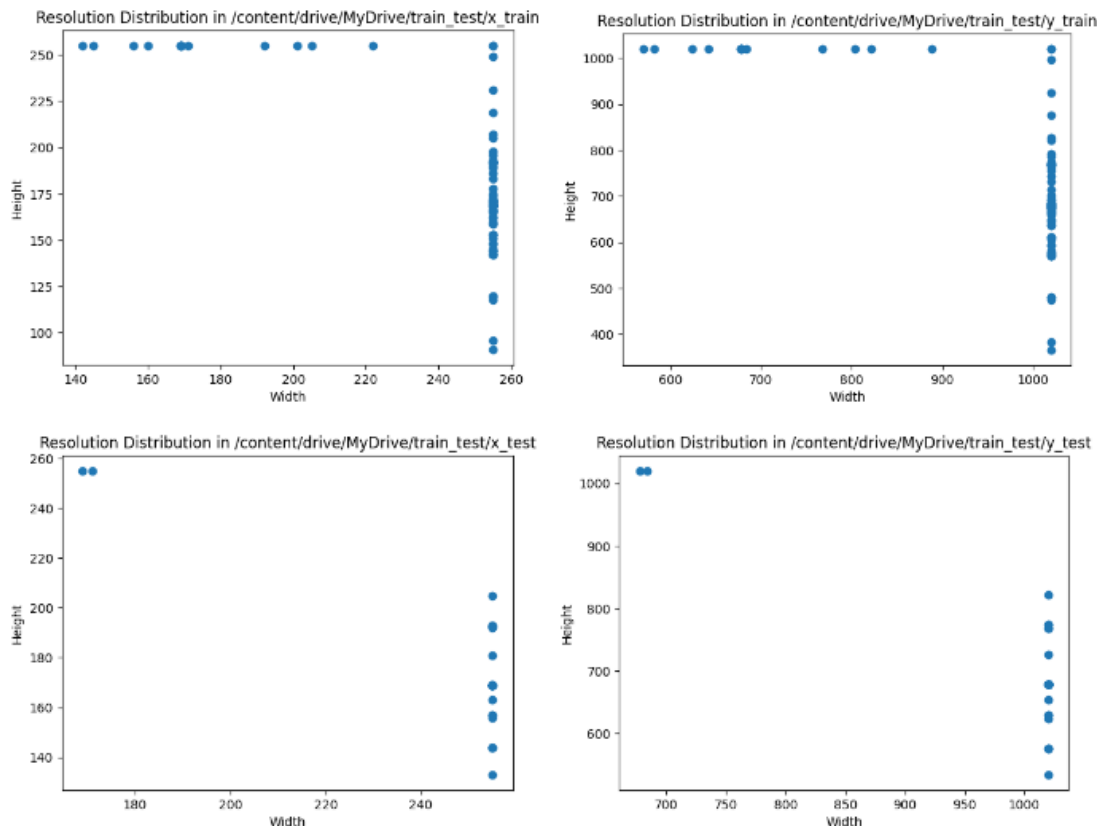 Resolution Distribution in /content/drive/MyDrive/train_test/x_train
250
225
200
175
150
125
100
Height
140 160 180 200 220 240 260
Width
Resolution Distribution in /content/drive/MyDrive/train_test/y_train
1000
900
800
700
600
500
400
Height
600 700 800 900 1000
Width
Resolution Distribution in /content/drive/MyDrive/train_test/x_test
260
240
220
200
180
160
140
Height
180 200 220 240
Width
Resolution Distribution in /content/drive/MyDrive/train_test/y_test
1000
900
800
700
600
Height
700 750 800 850 900 950 1000
Width